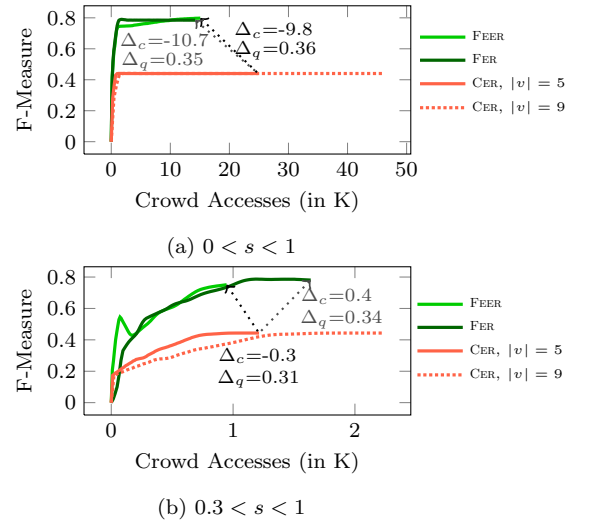 F-Measure
0.8
0.6
0.4
0.2
0
Δc=-10.7
Δq=0.35
Δc=-9.8
Δq=0.36
0 10 20 30 40 50
Crowd Accesses (in K)
FEER
FER
CER, |v| = 5
CER, |v| = 9
(a) 0 < s < 1
F-Measure
0.8
0.6
0.4
0.2
0
Δc=0.4
Δq=0.34
Δc=-0.3
Δq=0.31
0 1 2
Crowd Accesses (in K)
FEER
FER
CER, |v| = 5
CER, |v| = 9
(b) 0.3 < s < 1